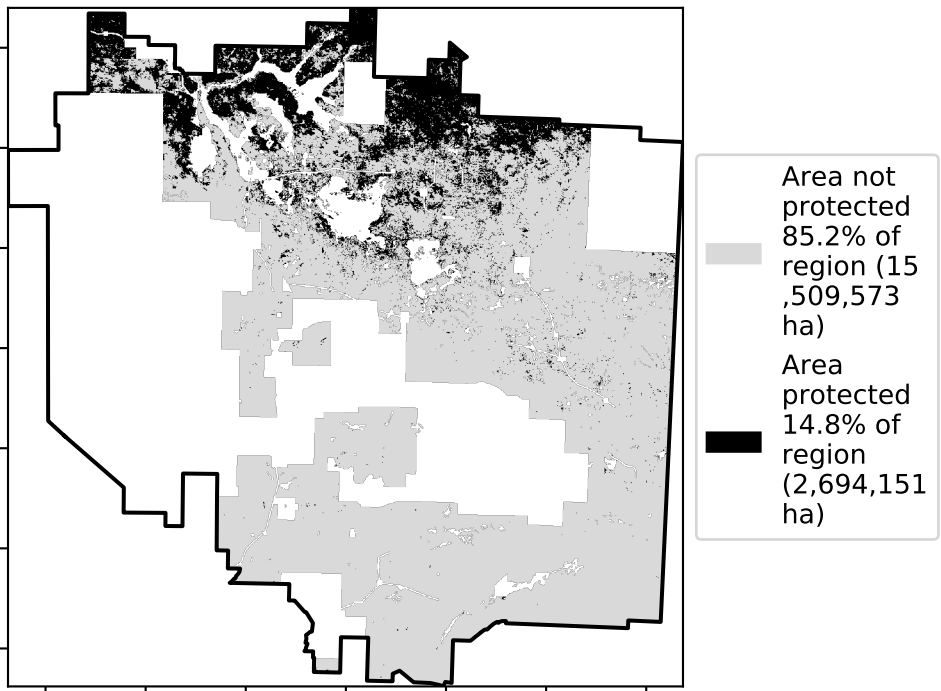 Area not
protected
85.2% of
region (15
,509,573
ha)
Area
protected
14.8% of
region
(2,694,151
ha)